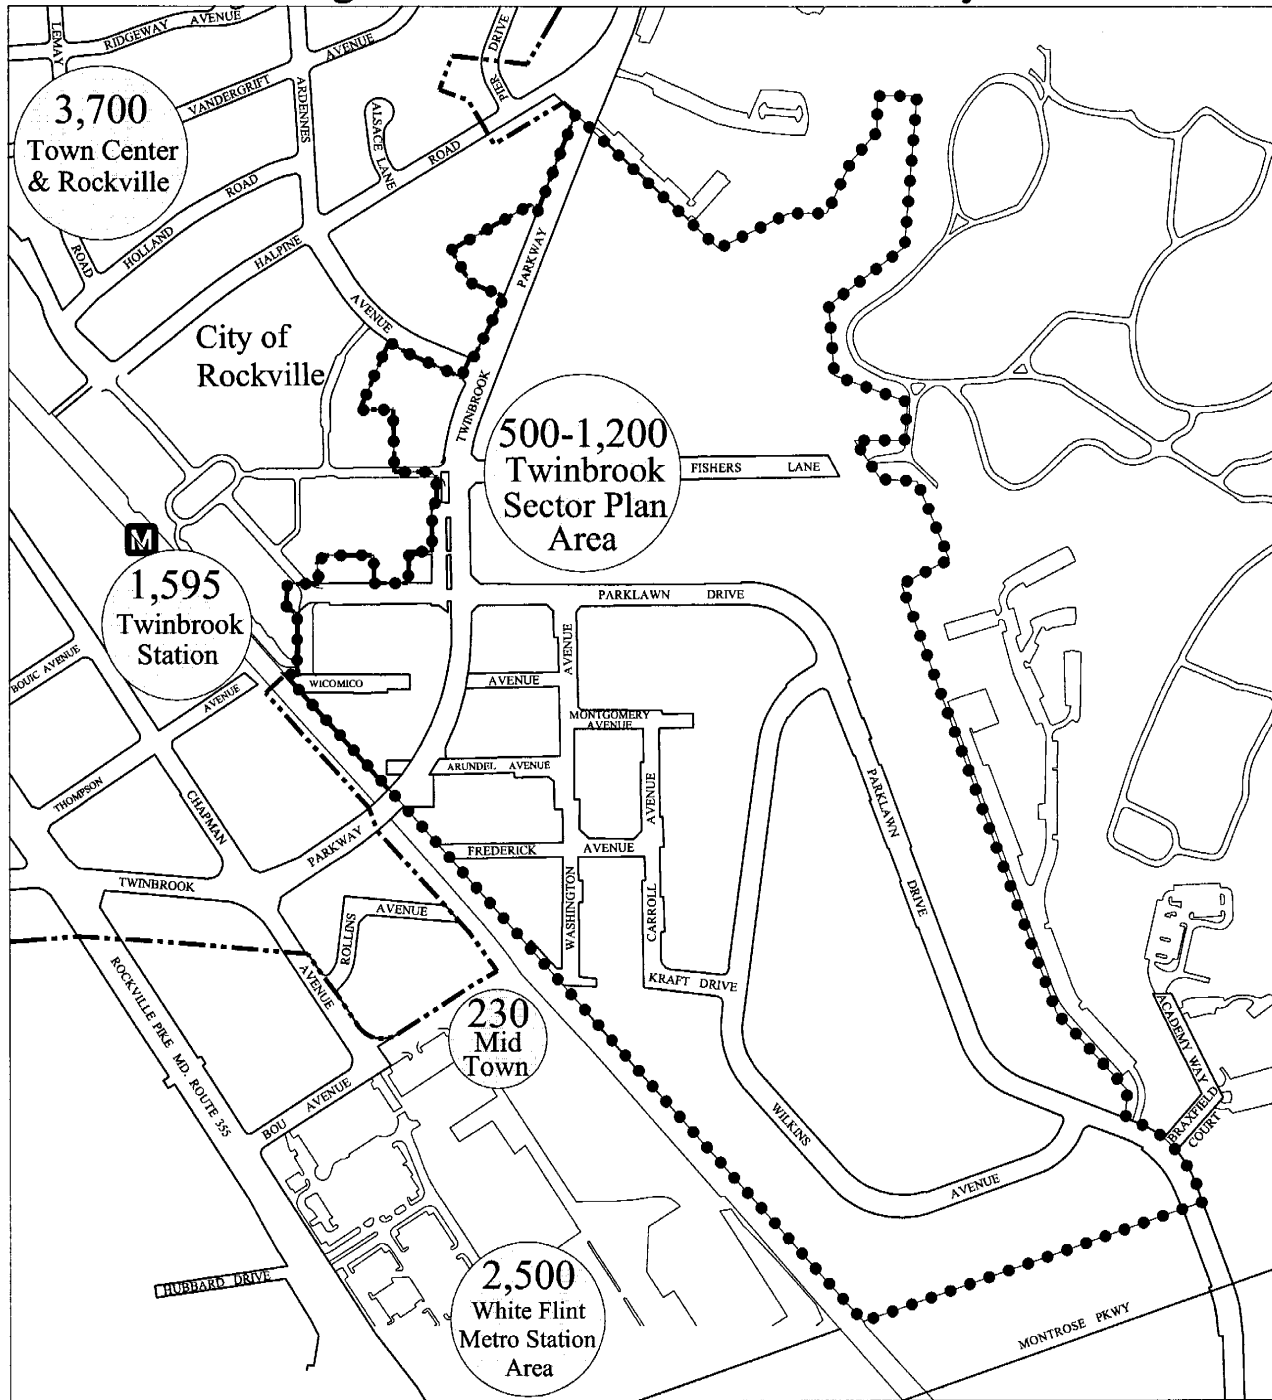 LEMAY
RIDGEWAY AVENUE
DRIVE
PIER
AVENUE
VANDERGRIFT
ARDENNES
ALSACE LANE
ROAD
3,700
Town Center
& Rockville
ROAD
HOLLAND
ROAD
HALPINE
PARKWAY
AVENUE
City of
Rockville
TWINBROOK
500-1,200
Twinbrook
Sector Plan
Area
FISHERS LANE
M
1,595
Twinbrook
Station
PARKLAWN DRIVE
AVENUE
BOUIC AVENUE
AVENUE
WICOMICO
AVENUE
MONTGOMERY
AVENUE
ARUNDEL AVENUE
AVENUE
PARKLAWN
THOMPSON
CHAPMAN
PARKWAY
FREDERICK AVENUE
TWINBROOK
ROLLINS
AVENUE
WASHINGTON
CARROLL
DRIVE
KRAFT DRIVE
AVENUE
ROCKVILLE PIKE MD. ROUTE 355
230
Mid
Town
ACADEMY WAY
BRAXFIELD
COURT
BOU AVENUE
WILKINS
AVENUE
HUBBARD DRIVE
2,500
White Flint
Metro Station
Area
MONTROSE PKWY